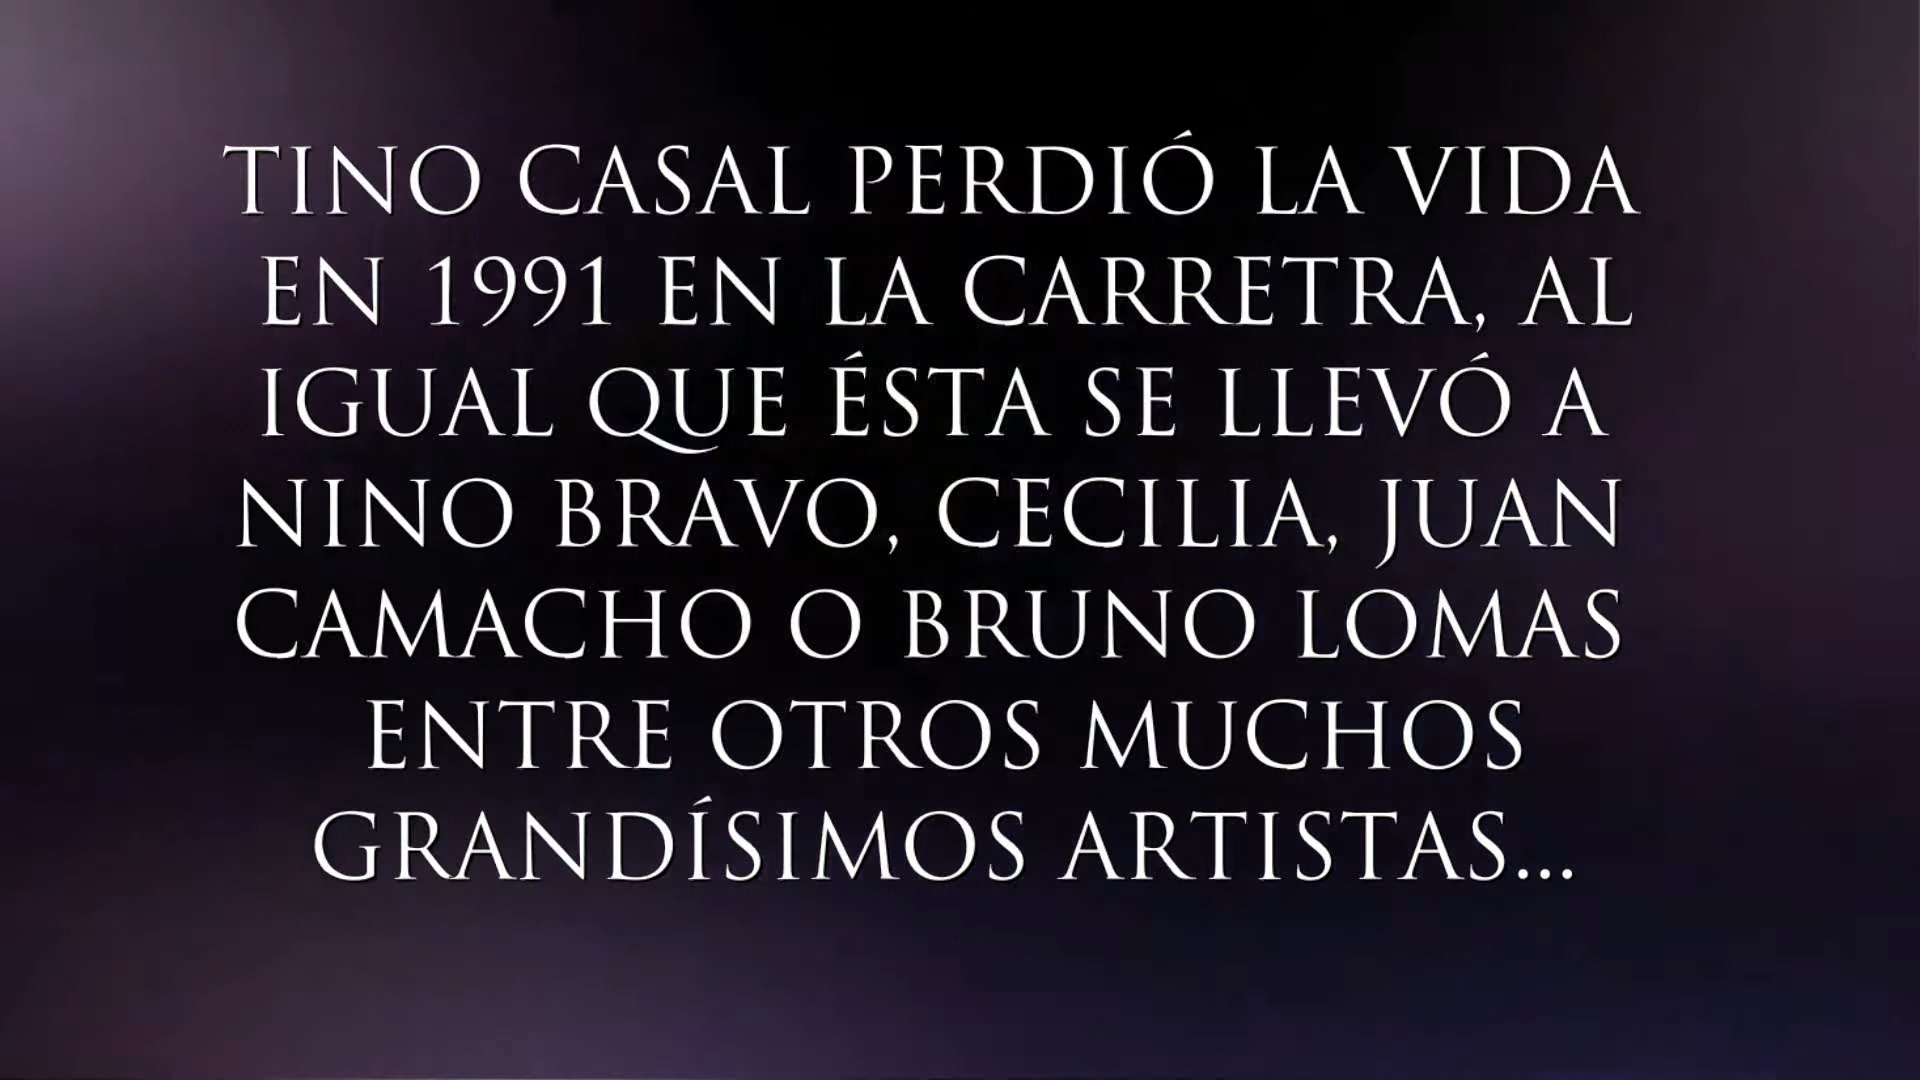 TINO CASAL PERDIÓ LA VIDA
EN 1991 EN LA CARRETRA, AL
IGUAL QUE ÉSTA SE LLEVÓ A
NINO BRAVO, CECILIA, JUAN
CAMACHO O BRUNO LOMAS
ENTRE OTROS MUCHOS
GRANDÍSIMOS ARTISTAS...